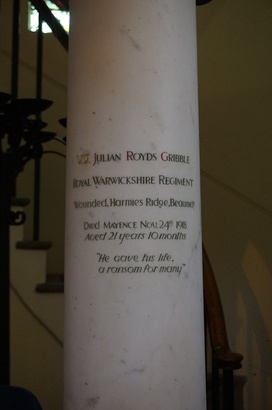 V.C. JULIAN ROYDS GRIBBLE
ROYAL WARWICKSHIRE REGIMENT
Wounded, Harmies Ridge, Beaumetz
DIED MAYENCE NOV. 24th 1918
Aged 21 years 10 months
"He gave his life,
a ransom for many"